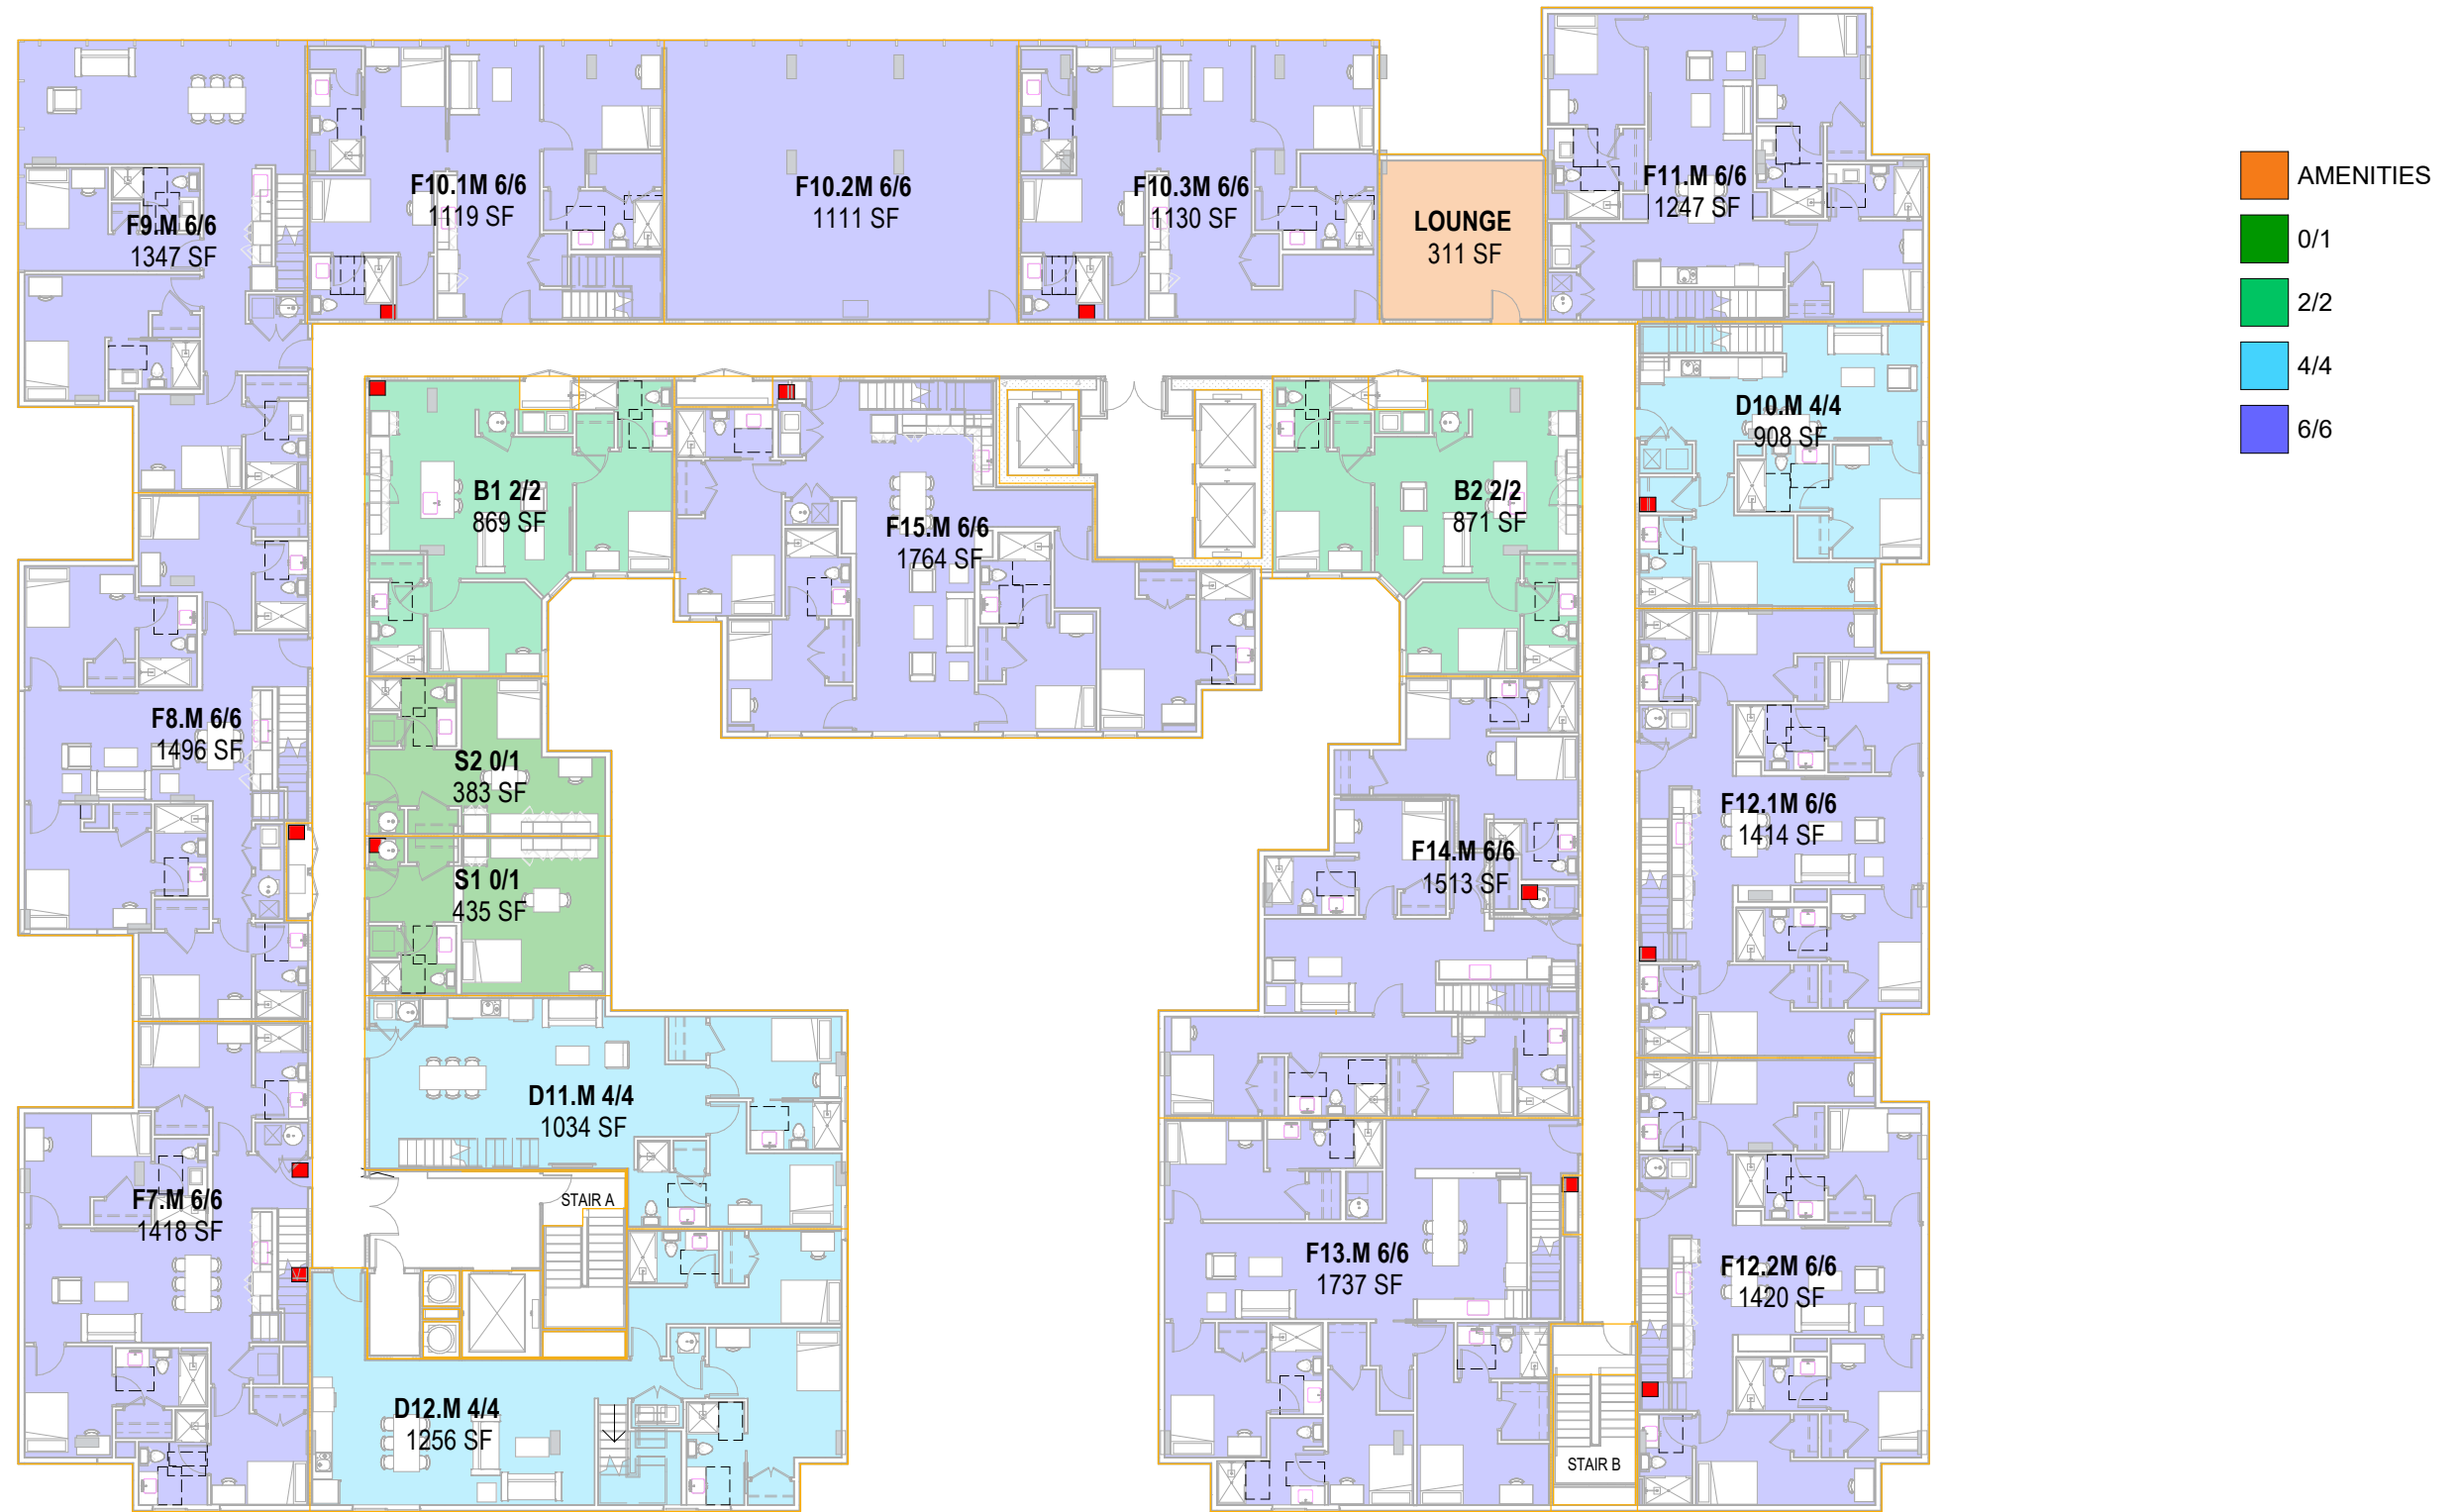 F9.M 6/6
1347 SF
F10.1M 6/6
1119 SF
F10.2M 6/6
1111 SF
F10.3M 6/6
1130 SF
LOUNGE
311 SF
F11.M 6/6
1247 SF
AMENITIES
0/1
2/2
4/4
6/6
B1 2/2
869 SF
F15.M 6/6
1764 SF
B2 2/2
871 SF
D10.M 4/4
908 SF
F8.M 6/6
1496 SF
S2 0/1
383 SF
S1 0/1
435 SF
F14.M 6/6
1513 SF
F12.1M 6/6
1414 SF
D11.M 4/4
1034 SF
STAIR A
F7.M 6/6
1418 SF
F13.M 6/6
1737 SF
F12.2M 6/6
1420 SF
D12.M 4/4
1256 SF
STAIR B